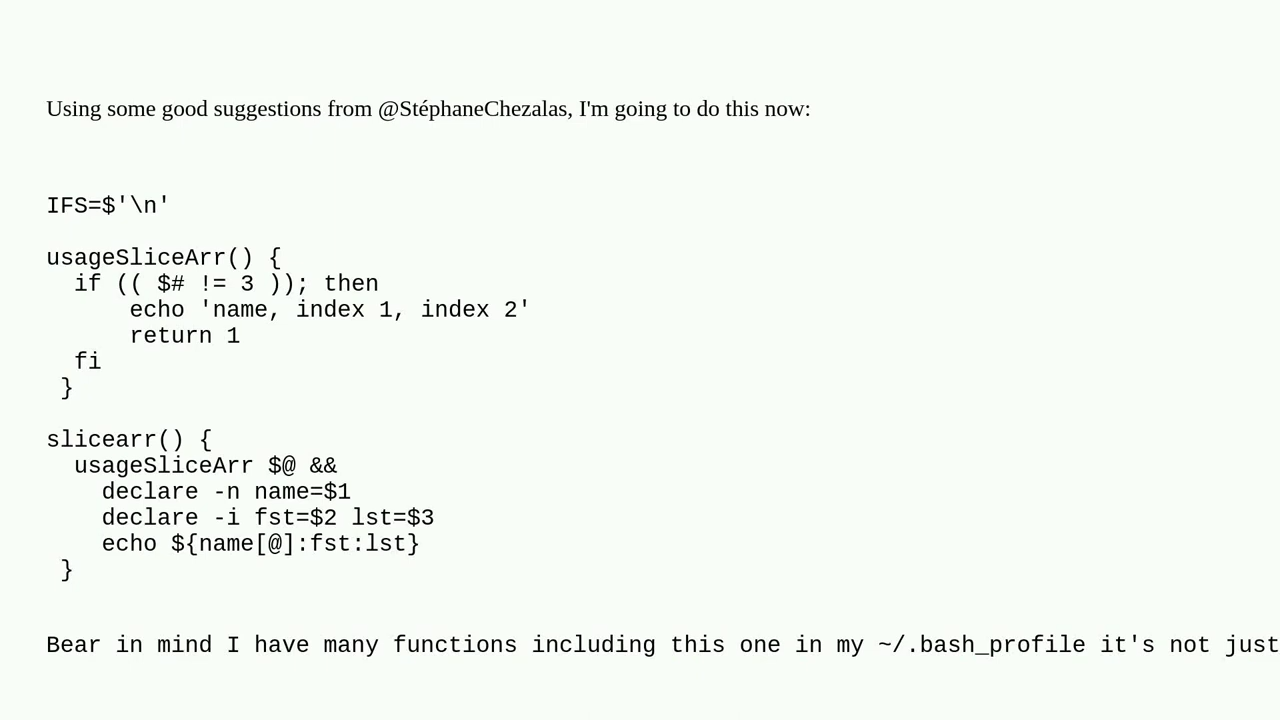 Using some good suggestions from @StéphaneChezalas, I'm going to do this now:
IFS=$'\n'
usageSliceArr() {
  if (( $# != 3 )); then
      echo 'name, index 1, index 2'
      return 1
  fi
 }
slicearr() {
  usageSliceArr $@ &&
    declare -n name=$1
    declare -i fst=$2 lst=$3
    echo ${name[@]:fst:lst}
 }
Bear in mind I have many functions including this one in my ~/.bash_profile it's not just